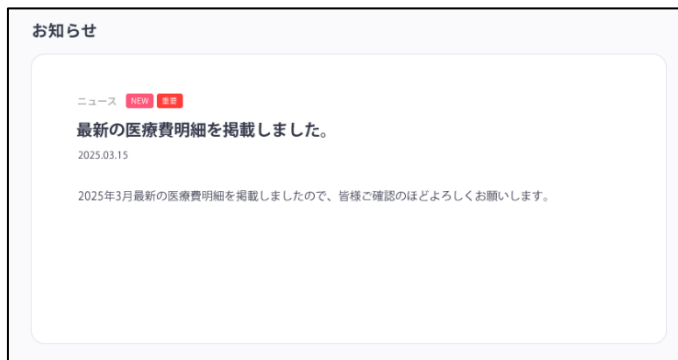 お知らせ
ニュース NEW 重要
最新の医療費明細を掲載しました。
2025.03.15
2025年3月最新の医療費明細を掲載しましたので、皆様ご確認のほどよろしくお願いします。